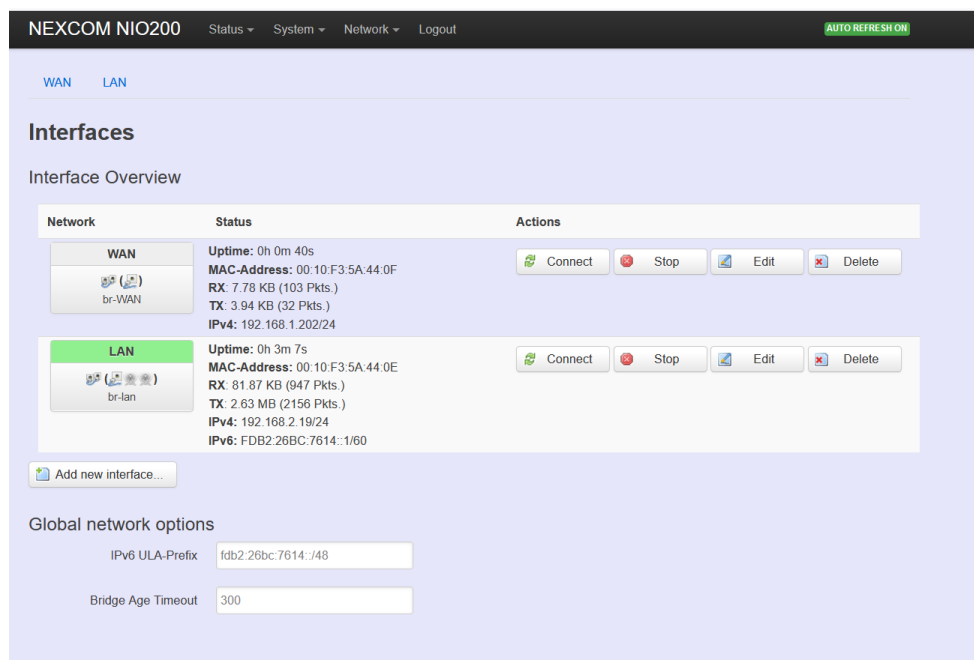 NEXCOM NIO200 Status System Network Logout AUTO REFRESH ON
WAN LAN
Interfaces
Interface Overview
Network Status Actions
WAN
br-WAN
Uptime: 0h 0m 40s
MAC-Address: 00:10:F3:5A:44:0F
RX: 7.78 KB (103 Pkts.)
TX: 3.94 KB (32 Pkts.)
IPv4: 192.168.1.202/24
Connect Stop Edit Delete
LAN
br-lan
Uptime: 0h 3m 7s
MAC-Address: 00:10:F3:5A:44:0E
RX: 81.87 KB (947 Pkts.)
TX: 2.63 MB (2156 Pkts.)
IPv4: 192.168.2.19/24
IPv6: FDB2:26BC:7614::1/60
Connect Stop Edit Delete
Add new interface...
Global network options
IPv6 ULA-Prefix fdb2:26bc:7614::/48
Bridge Age Timeout 300